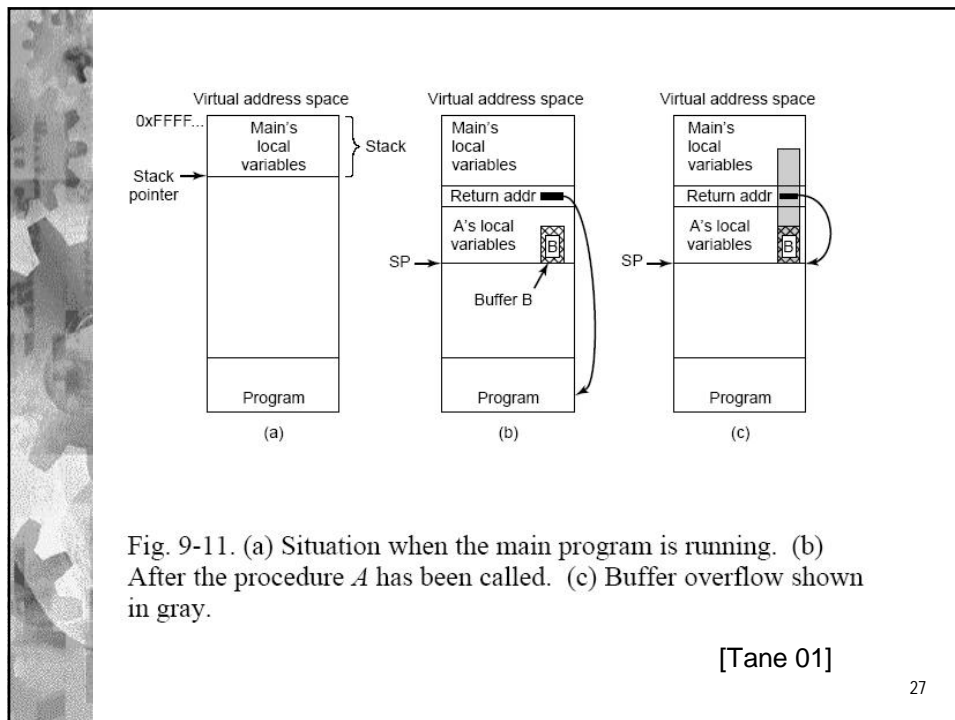 Virtual address space
0xFFFF...
Main's
local
variables
Stack
Stack
pointer
Program
(a)
Virtual address space
Main's
local
variables
Return addr
A's local
variables
B
SP
Buffer B
Program
(b)
Virtual address space
Main's
local
variables
Return addr
A's local
variables
B
SP
Program
(c)
Fig. 9-11. (a) Situation when the main program is running. (b)
After the procedure A has been called. (c) Buffer overflow shown
in gray.
[Tane 01]
27